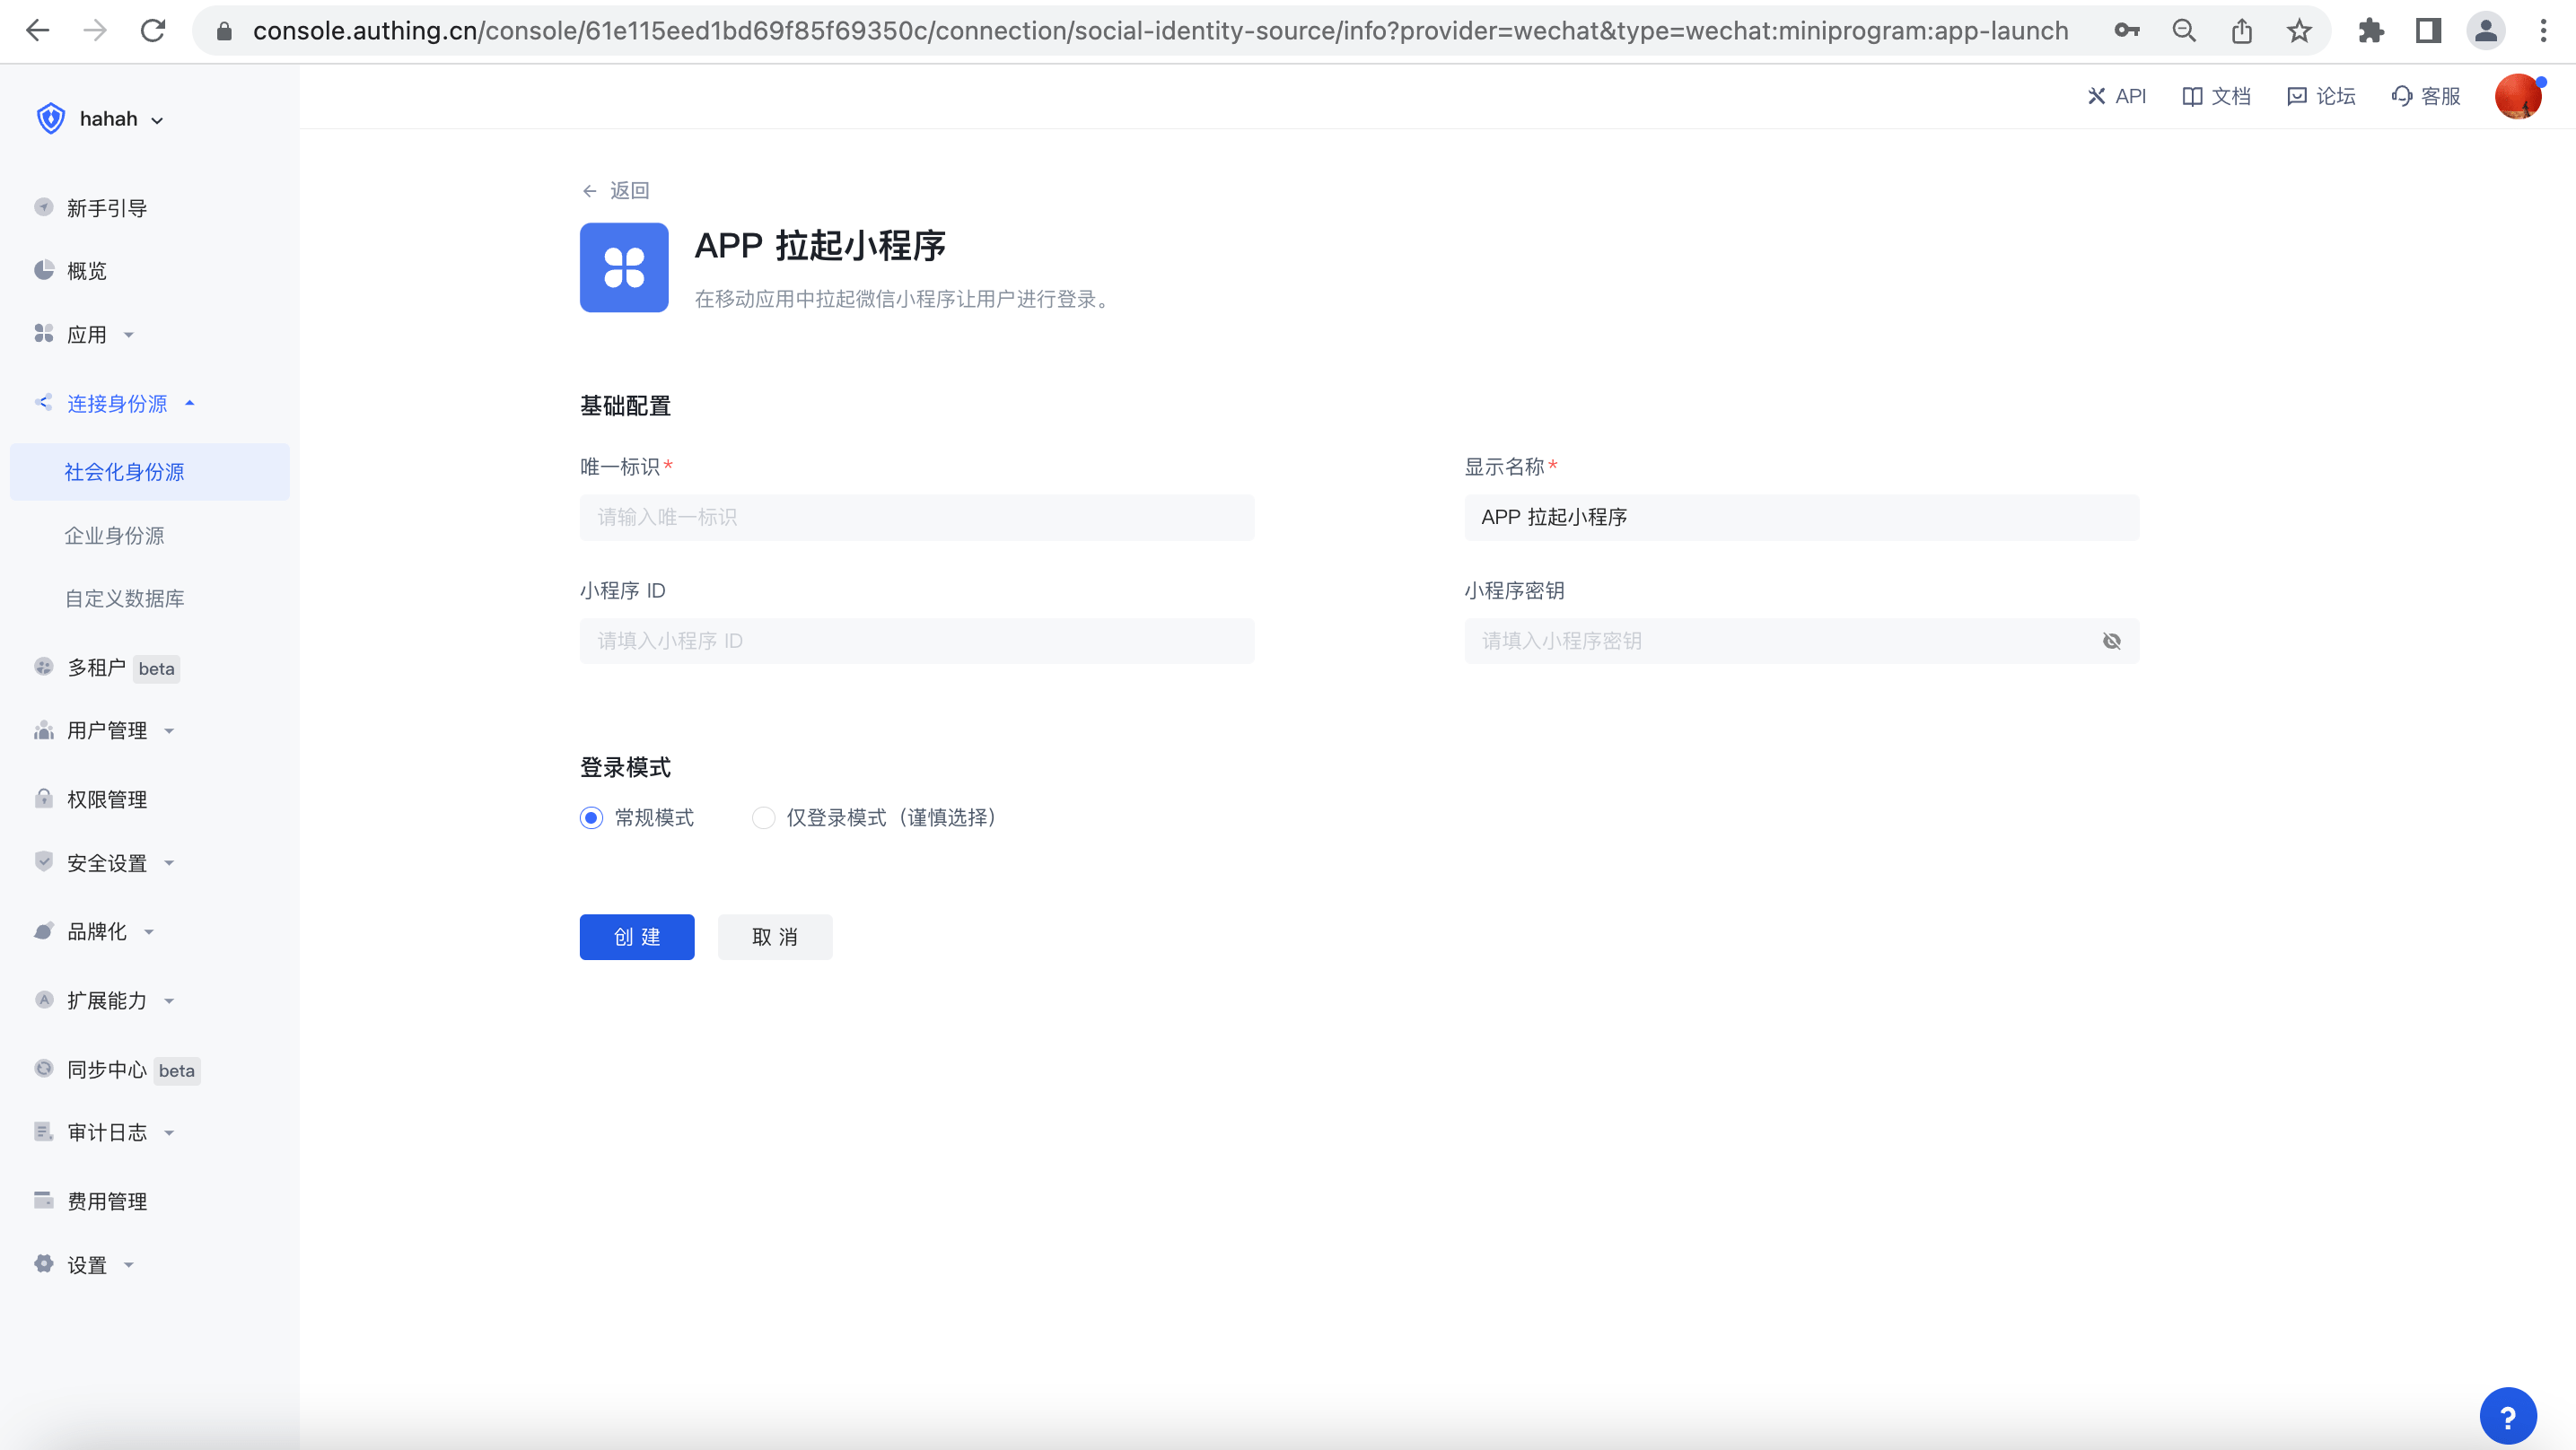 console.authing.cn/console/61e115eed1bd69f85f69350c/connection/social-identity-source/info?provider=wechat&type=wechat:miniprogram:app-launch
hahah
API 文档 论坛 客服
新手引导
概览
应用
连接身份源
社会化身份源
企业身份源
自定义数据库
多租户 beta
用户管理
权限管理
安全设置
品牌化
扩展能力
同步中心 beta
审计日志
费用管理
设置
返回
APP 拉起小程序
在移动应用中拉起微信小程序让用户进行登录。
基础配置
唯一标识* 显示名称*
请输入唯一标识 APP 拉起小程序
小程序 ID 小程序密钥
请填入小程序 ID 请填入小程序密钥
登录模式
常规模式 仅登录模式（谨慎选择）
创建 取消
?